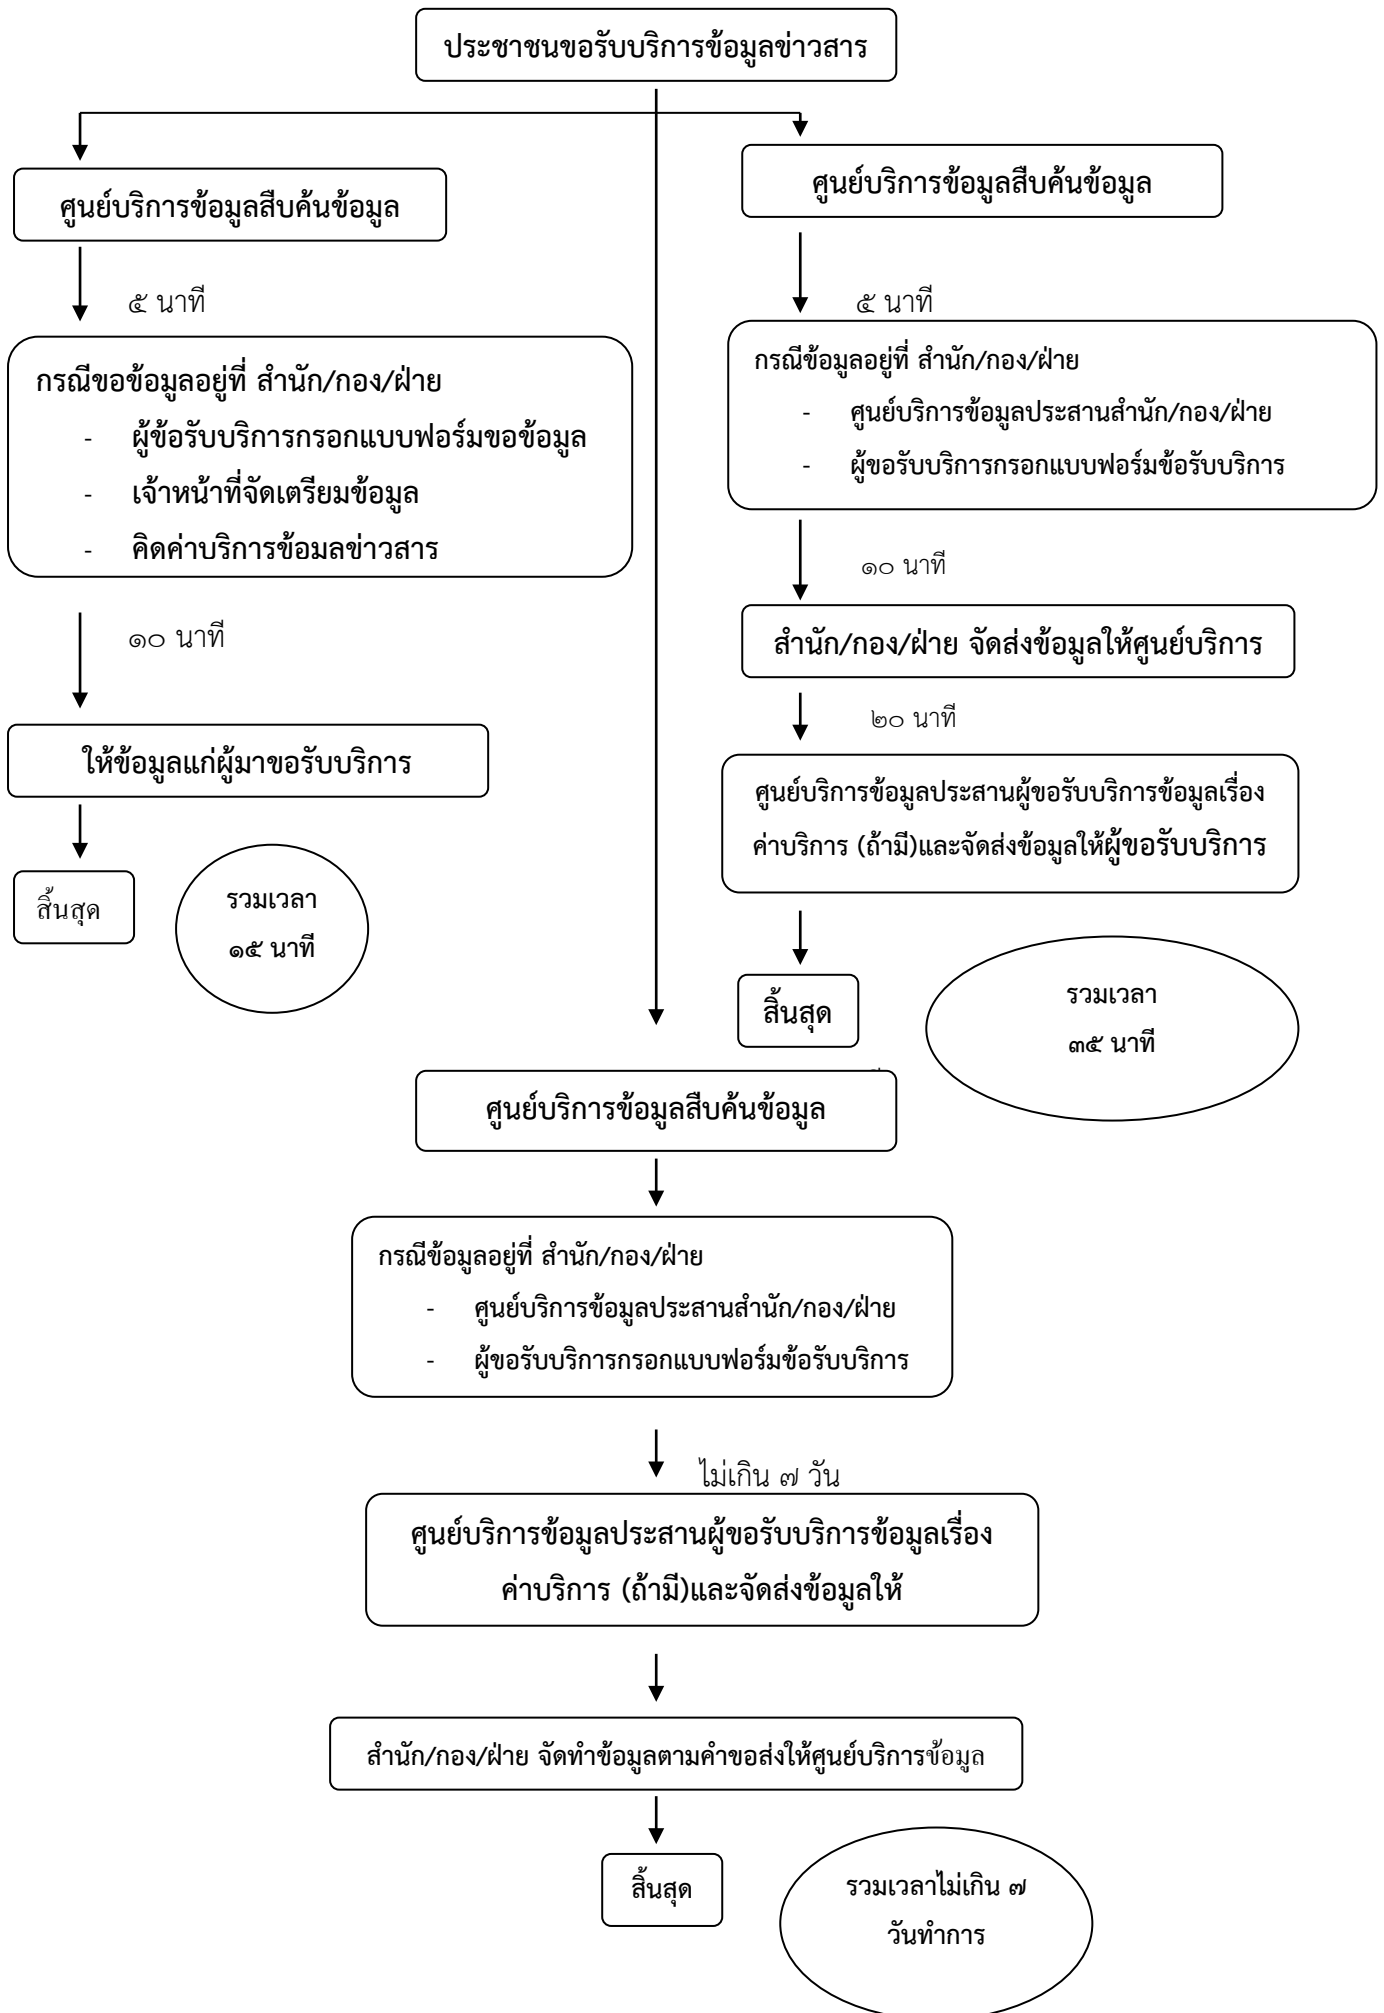 ประชาชนขอรับบริการข้อมูลข่าวสาร
ศูนย์บริการข้อมูลสืบค้นข้อมูล
๕ นาที
กรณีขอข้อมูลอยู่ที่ สำนัก/กอง/ฝ่าย
- ผู้ข้อรับบริการกรอกแบบฟอร์มขอข้อมูล
- เจ้าหน้าที่จัดเตรียมข้อมูล
- คิดค่าบริการข้อมลข่าวสาร
๑๐ นาที
ให้ข้อมูลแก่ผู้มาขอรับบริการ
สิ้นสุด
รวมเวลา
๑๕ นาที
ศูนย์บริการข้อมูลสืบค้นข้อมูล
๕ นาที
กรณีข้อมูลอยู่ที่ สำนัก/กอง/ฝ่าย
- ศูนย์บริการข้อมูลประสานสำนัก/กอง/ฝ่าย
- ผู้ขอรับบริการกรอกแบบฟอร์มข้อรับบริการ
๑๐ นาที
สำนัก/กอง/ฝ่าย จัดส่งข้อมูลให้ศูนย์บริการ
๒๐ นาที
ศูนย์บริการข้อมูลประสานผู้ขอรับบริการข้อมูลเรื่อง
ค่าบริการ (ถ้ามี)และจัดส่งข้อมูลให้ผู้ขอรับบริการ
สิ้นสุด
รวมเวลา
๓๕ นาที
ศูนย์บริการข้อมูลสืบค้นข้อมูล
กรณีข้อมูลอยู่ที่ สำนัก/กอง/ฝ่าย
- ศูนย์บริการข้อมูลประสานสำนัก/กอง/ฝ่าย
- ผู้ขอรับบริการกรอกแบบฟอร์มข้อรับบริการ
ไม่เกิน ๗ วัน
ศูนย์บริการข้อมูลประสานผู้ขอรับบริการข้อมูลเรื่อง
ค่าบริการ (ถ้ามี)และจัดส่งข้อมูลให้
สำนัก/กอง/ฝ่าย จัดทำข้อมูลตามคำขอส่งให้ศูนย์บริการข้อมูล
สิ้นสุด
รวมเวลาไม่เกิน ๗
วันทำการ